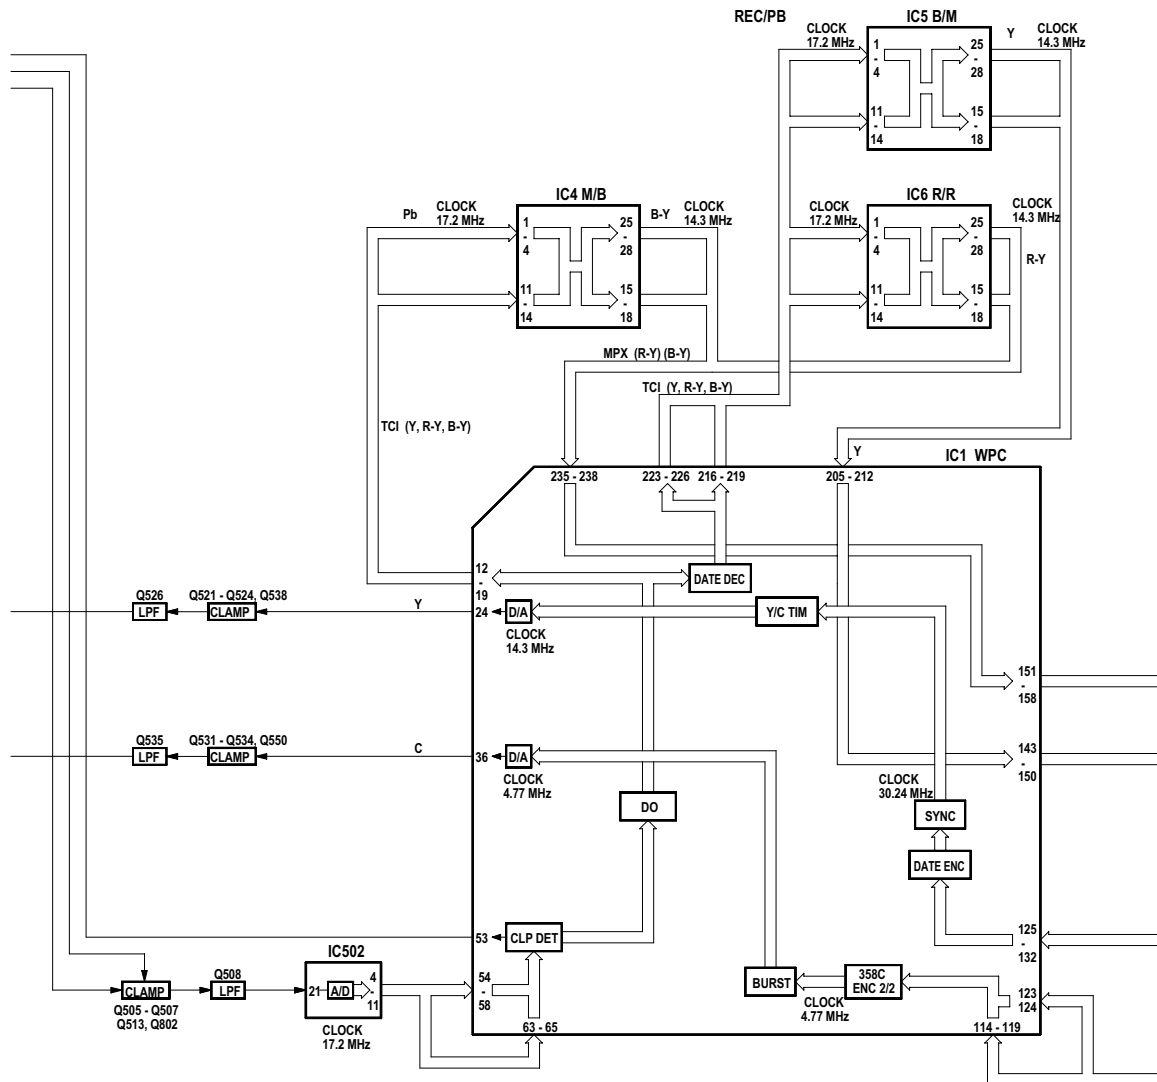 REC/PB
IC5 B/M
CLOCK
17.2 MHz
1
-
4
11
-
14
25
-
28
15
-
18
Y
CLOCK
14.3 MHz
IC4 M/B
Pb
CLOCK
17.2 MHz
1
-
4
11
-
14
25
-
28
15
-
18
B-Y
CLOCK
14.3 MHz
IC6 R/R
CLOCK
17.2 MHz
1
-
4
11
-
14
25
-
28
15
-
18
CLOCK
14.3 MHz
R-Y
MPX (R-Y) (B-Y)
TCI (Y, R-Y, B-Y)
TCI (Y, R-Y, B-Y)
Y
IC1 WPC
235 - 238
223 - 226
216 - 219
205 - 212
12
-
19
DATE DEC
Q526
LPF
Q521 - Q524, Q538
CLAMP
Y
24
D/A
CLOCK
14.3 MHz
Y/C TIM
151
-
158
Q535
LPF
Q531 - Q534, Q550
CLAMP
C
36
D/A
CLOCK
4.77 MHz
143
-
150
CLOCK
30.24 MHz
DO
SYNC
DATE ENC
53
CLP DET
125
-
132
IC502
CLAMP
Q505 - Q507
Q513, Q802
Q508
LPF
21
A/D
4
-
11
CLOCK
17.2 MHz
54
-
58
63 - 65
BURST
358C
ENC 2/2
CLOCK
4.77 MHz
123
124
114 - 119